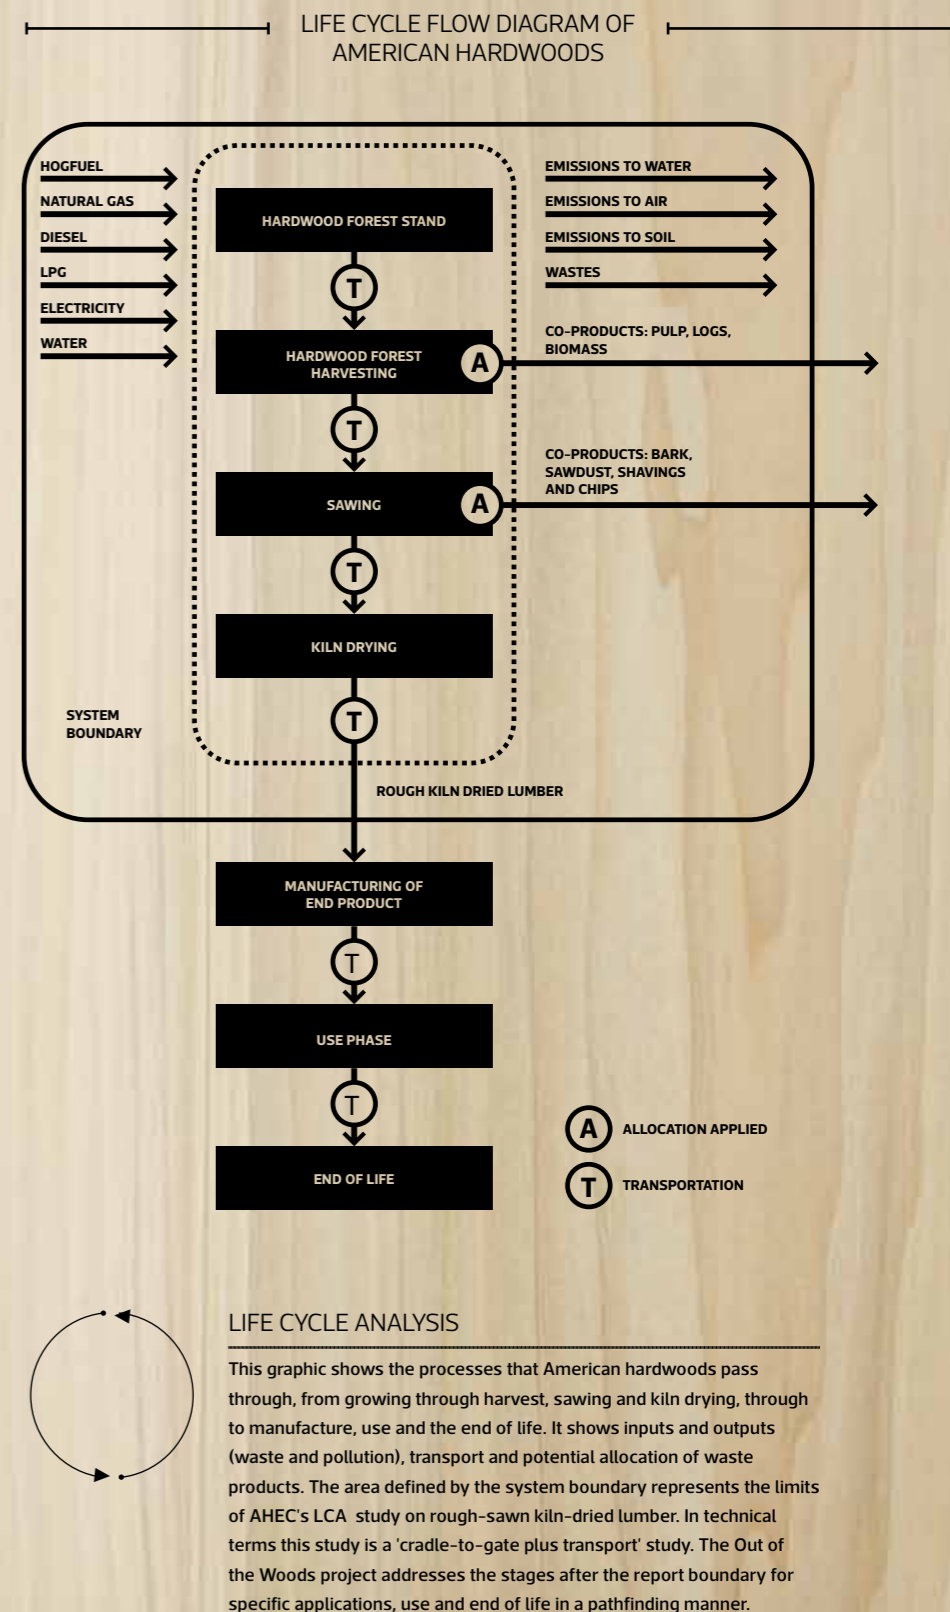 LIFE CYCLE FLOW DIAGRAM OF
AMERICAN HARDWOODS
HOGFUEL
NATURAL GAS
DIESEL
LPG
ELECTRICITY
WATER
HARDWOOD FOREST STAND
T
HARDWOOD FOREST
HARVESTING
A
T
SAWING
A
T
KILN DRYING
T
EMISSIONS TO WATER
EMISSIONS TO AIR
EMISSIONS TO SOIL
WASTES
CO-PRODUCTS: PULP, LOGS,
BIOMASS
CO-PRODUCTS: BARK,
SAWDUST, SHAVINGS
AND CHIPS
SYSTEM
BOUNDARY
ROUGH KILN DRIED LUMBER
MANUFACTURING OF
END PRODUCT
T
USE PHASE
T
END OF LIFE
A ALLOCATION APPLIED
T TRANSPORTATION
LIFE CYCLE ANALYSIS
This graphic shows the processes that American hardwoods pass
through, from growing through harvest, sawing and kiln drying, through
to manufacture, use and the end of life. It shows inputs and outputs
(waste and pollution), transport and potential allocation of waste
products. The area defined by the system boundary represents the limits
of AHEC's LCA study on rough-sawn kiln-dried lumber. In technical
terms this study is a 'cradle-to-gate plus transport' study. The Out of
the Woods project addresses the stages after the report boundary for
specific applications, use and end of life in a pathfinding manner.